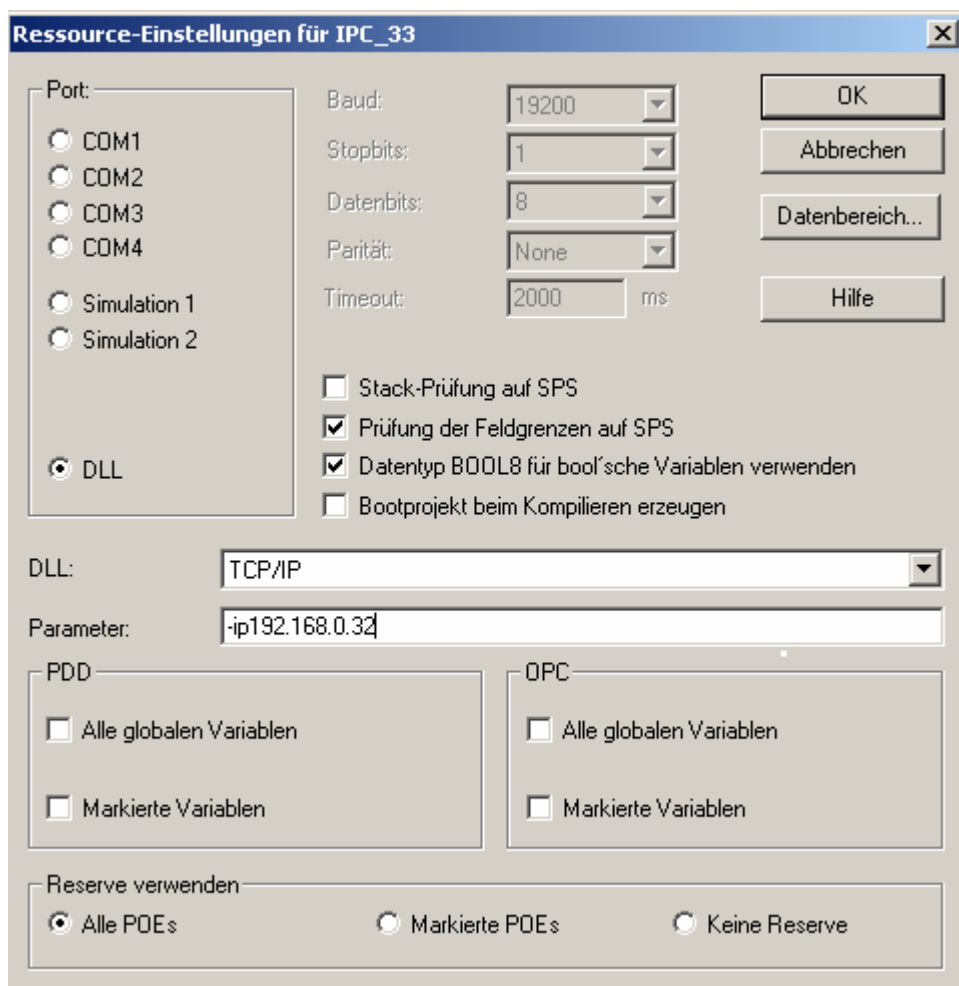 Ressource-Einstellungen für IPC_33
Port:
COM1
COM2
COM3
COM4
Simulation 1
Simulation 2
DLL
Baud: 19200
Stopbits: 1
Datenbits: 8
Parität: None
Timeout: 2000 ms
OK
Abbrechen
Datenbereich...
Hilfe
Stack-Prüfung auf SPS
Prüfung der Feldgrenzen auf SPS
Datentyp BOOL8 für bool´sche Variablen verwenden
Bootprojekt beim Kompilieren erzeugen
DLL: TCP/IP
Parameter: -ip192.168.0.32
PDD
Alle globalen Variablen
Markierte Variablen
OPC
Alle globalen Variablen
Markierte Variablen
Reserve verwenden
Alle POEs Markierte POEs Keine Reserve